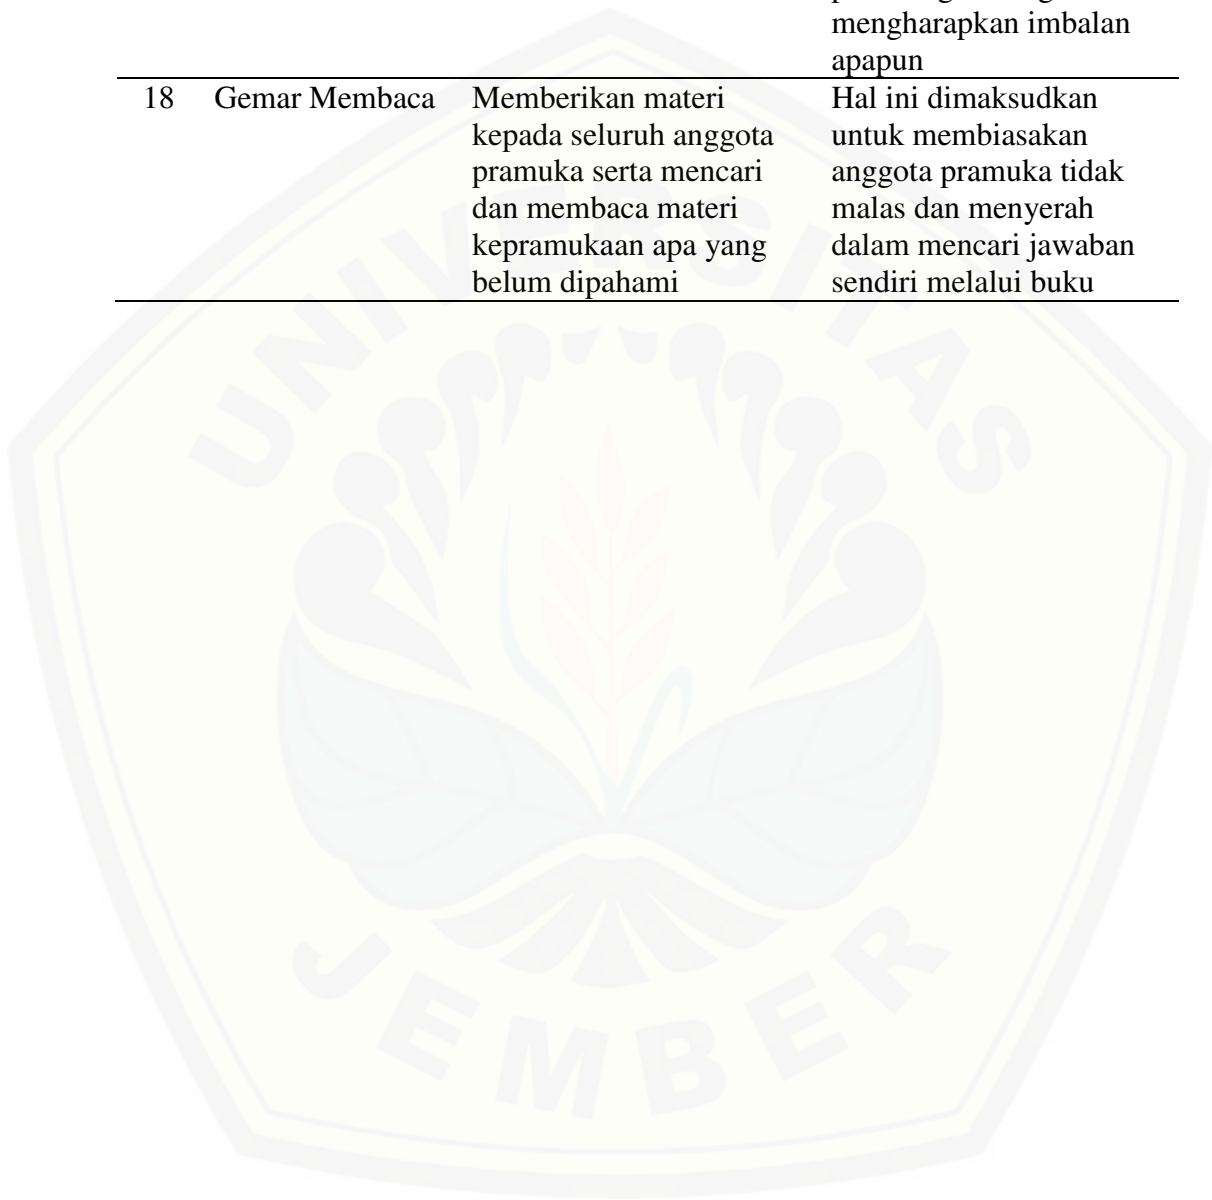 mengharapkan imbalan
apapun
18 Gemar Membaca Memberikan materi Hal ini dimaksudkan
kepada seluruh anggota untuk membiasakan
pramuka serta mencari anggota pramuka tidak
dan membaca materi malas dan menyerah
kepramukaan apa yang dalam mencari jawaban
belum dipahami sendiri melalui buku
UNIVERSITAS
JEMBER